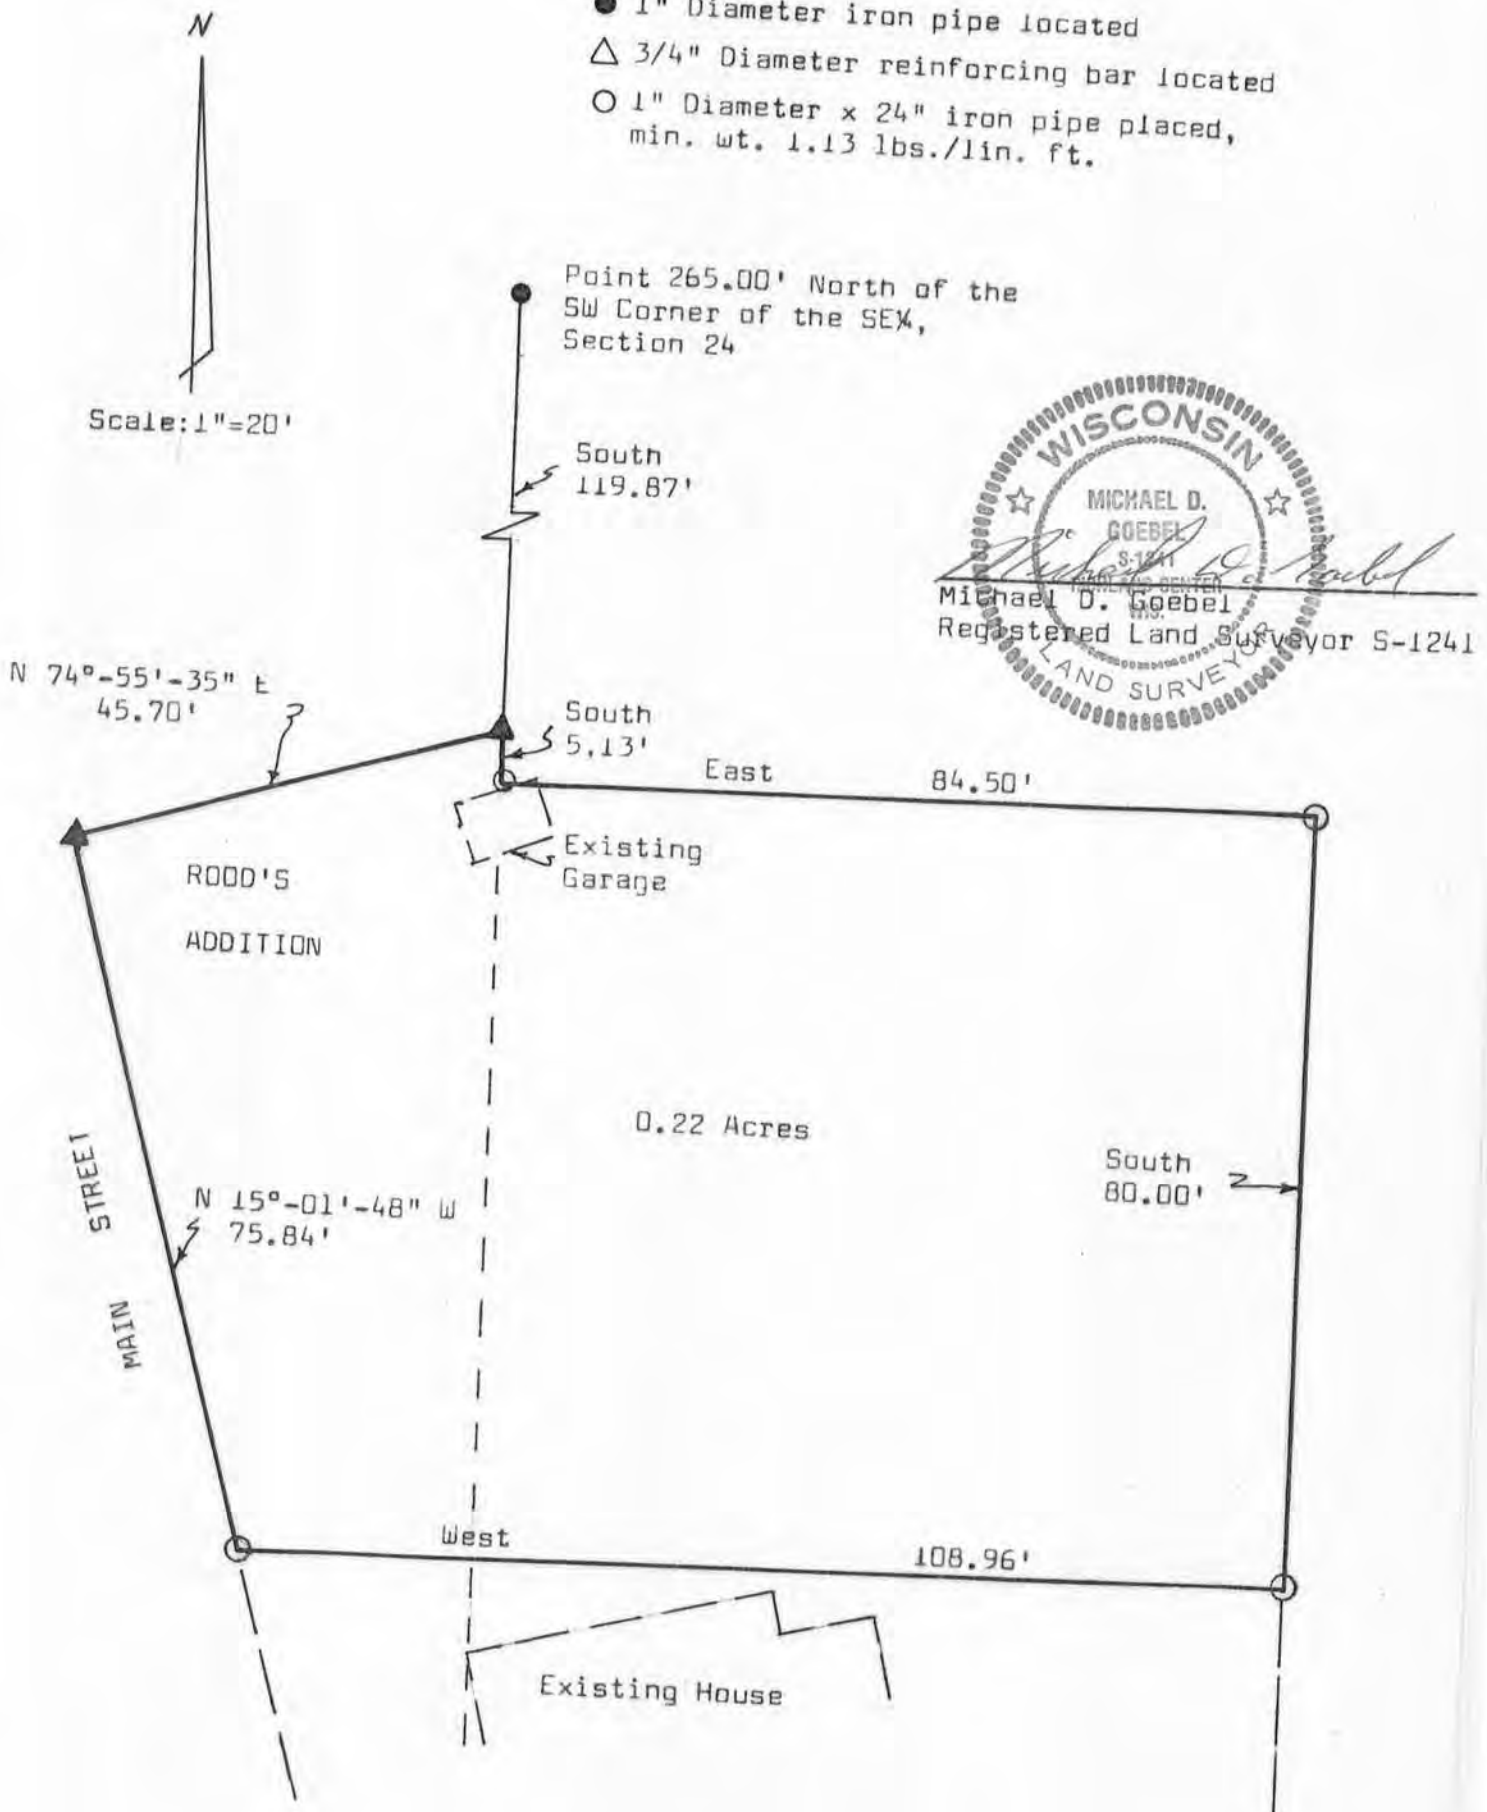 N
1" Diameter iron pipe located
3/4" Diameter reinforcing bar located
1" Diameter x 24" iron pipe placed,
min. wt. 1.13 lbs./lin. ft.
Point 265.00' North of the
SW Corner of the SE¼,
Section 24
Scale:1"=20'
South
119.87'
WISCONSIN
MICHAEL D.
GOEBEL
S-1241
WIS.
LAND SURVEYOR
Michael D. Goebel
Michael D. Goebel
Registered Land Surveyor S-1241
N 74°-55'-35" E
45.70'
South
5.13'
East 84.50'
Existing
Garage
ROOD'S
ADDITION
0.22 Acres
South
80.00'
MAIN STREET
N 15°-01'-48" W
75.84'
West 108.96'
Existing House